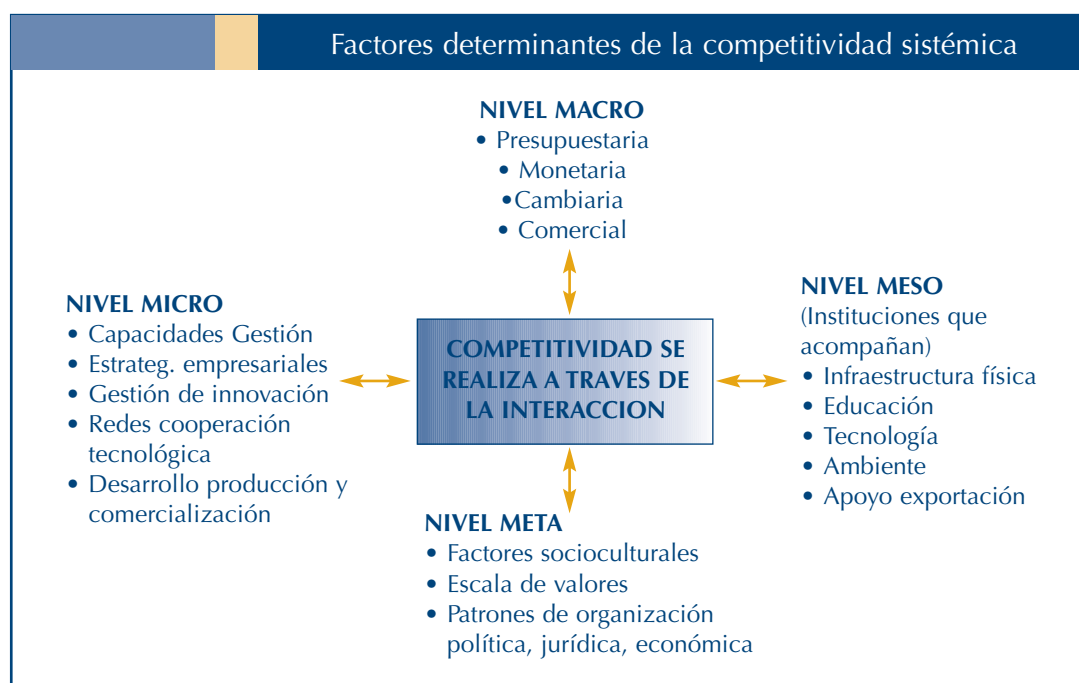 Factores determinantes de la competitividad sistémica
NIVEL MACRO
• Presupuestaria
• Monetaria
•Cambiaria
• Comercial
NIVEL MICRO
• Capacidades Gestión
• Estrateg. empresariales
• Gestión de innovación
• Redes cooperación
tecnológica
• Desarrollo producción y
comercialización
COMPETITIVIDAD SE
REALIZA A TRAVES DE
LA INTERACCION
NIVEL MESO
(Instituciones que
acompañan)
• Infraestructura física
• Educación
• Tecnología
• Ambiente
• Apoyo exportación
NIVEL META
• Factores socioculturales
• Escala de valores
• Patrones de organización
política, jurídica, económica